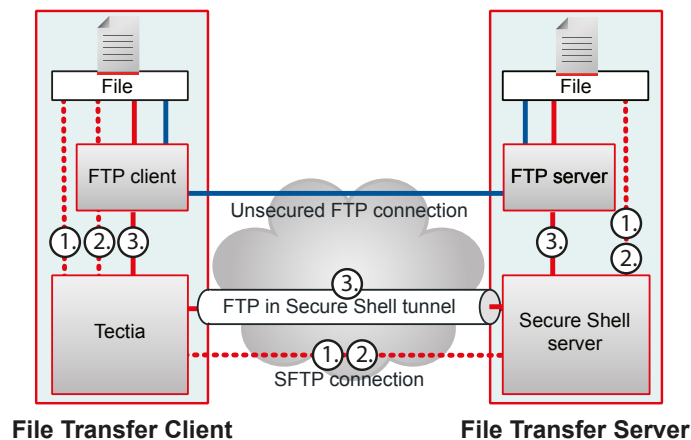 File
File
FTP client
FTP server
Unsecured FTP connection
1.
2.
3.
3.
1.
2.
3.
FTP in Secure Shell tunnel
Tectia
Secure Shell
server
1.
2.
SFTP connection
File Transfer Client
File Transfer Server